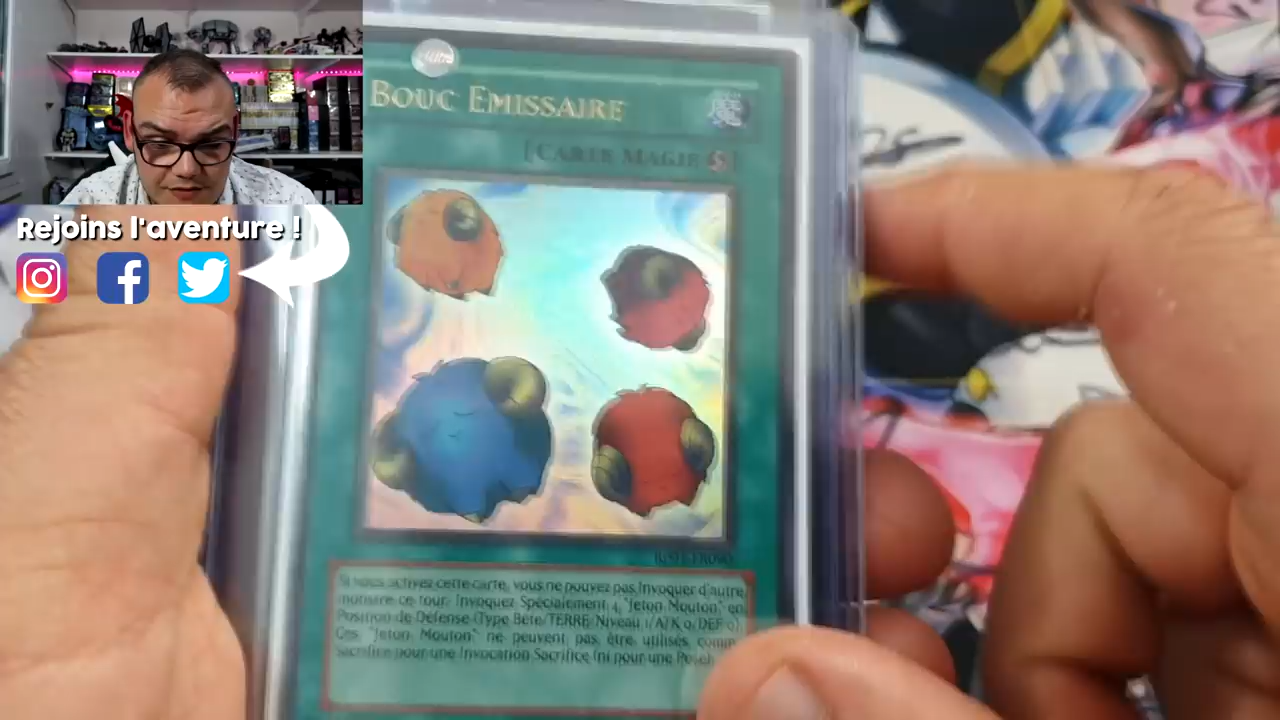 BOUC EMISSAIRE
[CARTE MAGIE]
Rejoins l'aventure !
Si vous activez cette carte, vous ne pouvez pas Invoquer d'autre
monstre ce tour. Invoquez Spécialement 4 "Jeton Mouton" en
Position de Défense (Type Bête/TERRE/Niveau 1/ATK 0/DEF 0).
Ces "Jeton Mouton" ne peuvent pas être utilisés comm
sacrifice pour une Invocation Sacrifice (ni pour une Pose